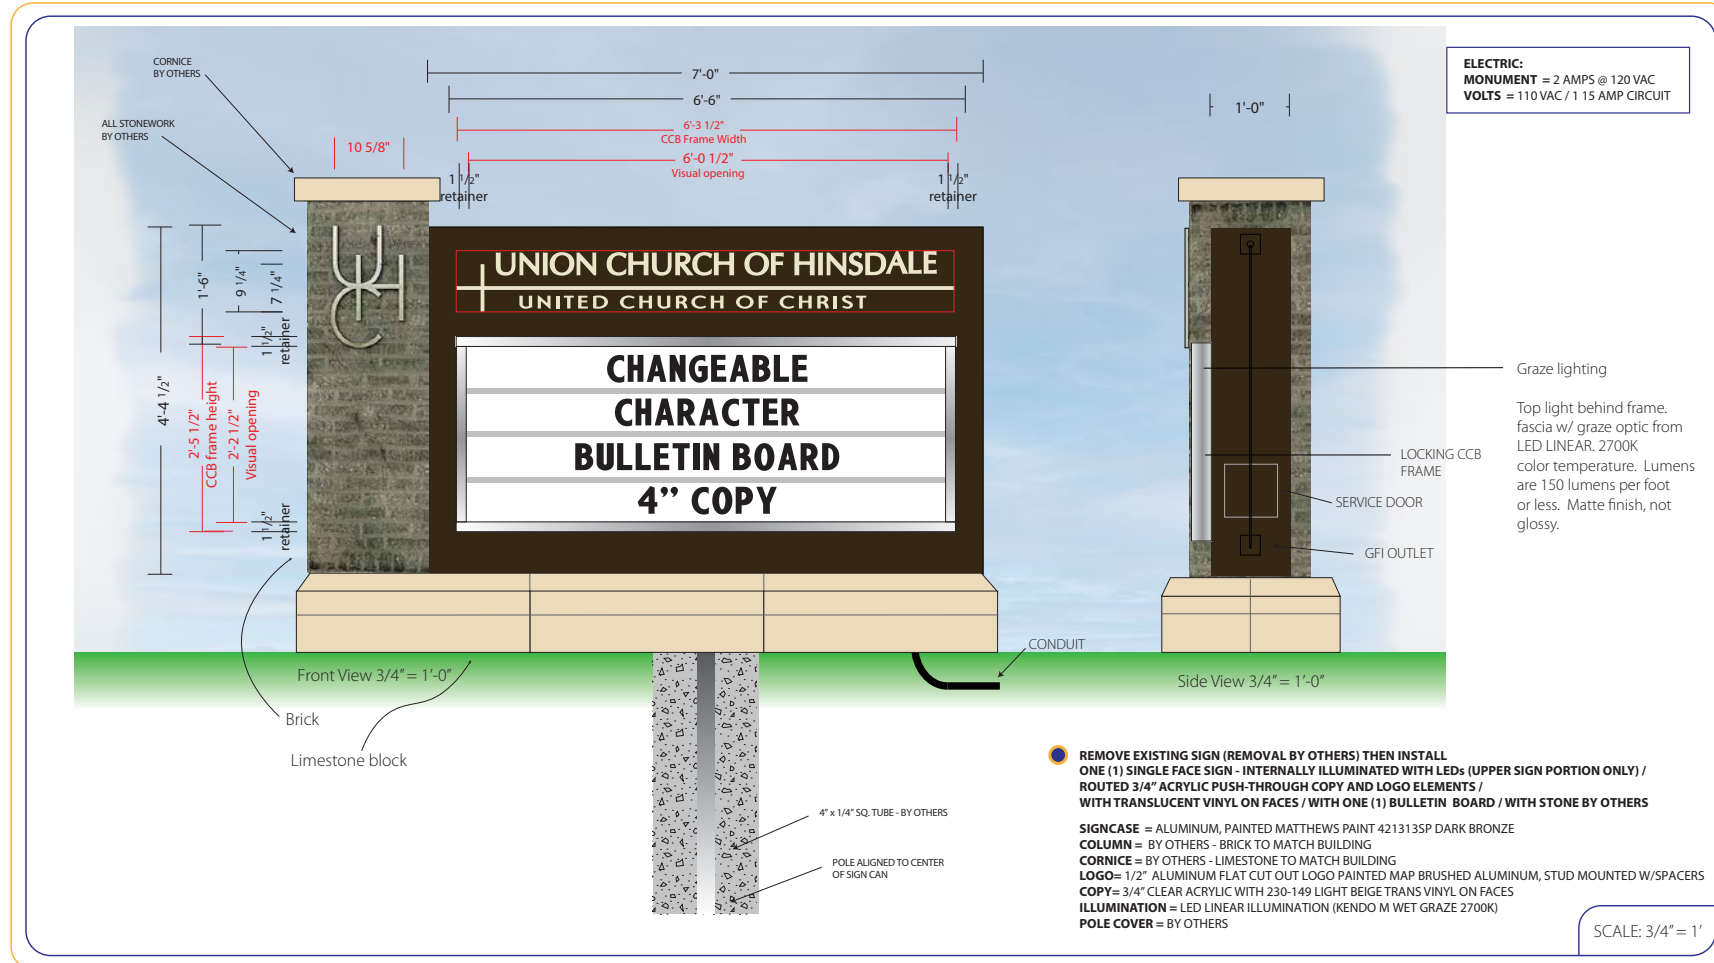 CORNICE
BY OTHERS
ALL STONEWORK
BY OTHERS
10 5/8"
7'-0"
6'-6"
6'-3 1/2"
CCB Frame Width
6'-0 1/2"
Visual opening
1 1/2"
retainer
1 1/2"
retainer
1'-0"
ELECTRIC:
MONUMENT = 2 AMPS @ 120 VAC
VOLTS = 110 VAC / 1 15 AMP CIRCUIT
4'-4 1/2"
1'-6"
9 1/4"
7 1/4"
1 1/2"
retainer
2'-5 1/2"
CCB frame height
2'-2 1/2"
Visual opening
1 1/2"
retainer
UCH
UNION CHURCH OF HINSDALE
UNITED CHURCH OF CHRIST
CHANGEABLE
CHARACTER
BULLETIN BOARD
4" COPY
Graze lighting
Top light behind frame.
fascia w/ graze optic from
LED LINEAR. 2700K
color temperature. Lumens
are 150 lumens per foot
or less. Matte finish, not
glossy.
LOCKING CCB
FRAME
SERVICE DOOR
GFI OUTLET
CONDUIT
Front View 3/4" = 1'-0"
Side View 3/4" = 1'-0"
Brick
Limestone block
4" x 1/4" SQ. TUBE - BY OTHERS
POLE ALIGNED TO CENTER
OF SIGN CAN
REMOVE EXISTING SIGN (REMOVAL BY OTHERS) THEN INSTALL
ONE (1) SINGLE FACE SIGN - INTERNALLY ILLUMINATED WITH LEDs (UPPER SIGN PORTION ONLY) /
ROUTED 3/4" ACRYLIC PUSH-THROUGH COPY AND LOGO ELEMENTS /
WITH TRANSLUCENT VINYL ON FACES / WITH ONE (1) BULLETIN BOARD / WITH STONE BY OTHERS
SIGNCASE = ALUMINUM, PAINTED MATTHEWS PAINT 421313SP DARK BRONZE
COLUMN = BY OTHERS - BRICK TO MATCH BUILDING
CORNICE = BY OTHERS - LIMESTONE TO MATCH BUILDING
LOGO= 1/2" ALUMINUM FLAT CUT OUT LOGO PAINTED MAP BRUSHED ALUMINUM, STUD MOUNTED W/SPACERS
COPY= 3/4" CLEAR ACRYLIC WITH 230-149 LIGHT BEIGE TRANS VINYL ON FACES
ILLUMINATION = LED LINEAR ILLUMINATION (KENDO M WET GRAZE 2700K)
POLE COVER = BY OTHERS
SCALE: 3/4" = 1'